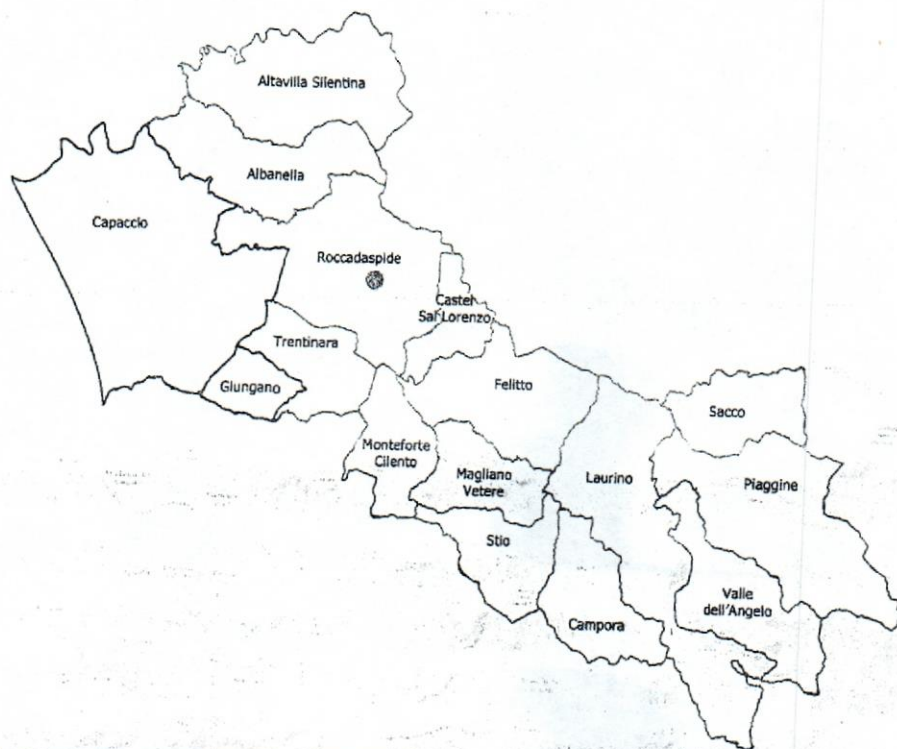 Altavilla Silentina
Albanella
Capaccio
Roccadaspide
Castel
Sal Lorenzo
Trentinara
Giungano
Felitto
Sacco
Monteforte
Cilento
Magliano
Vetere
Laurino
Piaggine
Stio
Valle
dell'Angelo
Campora